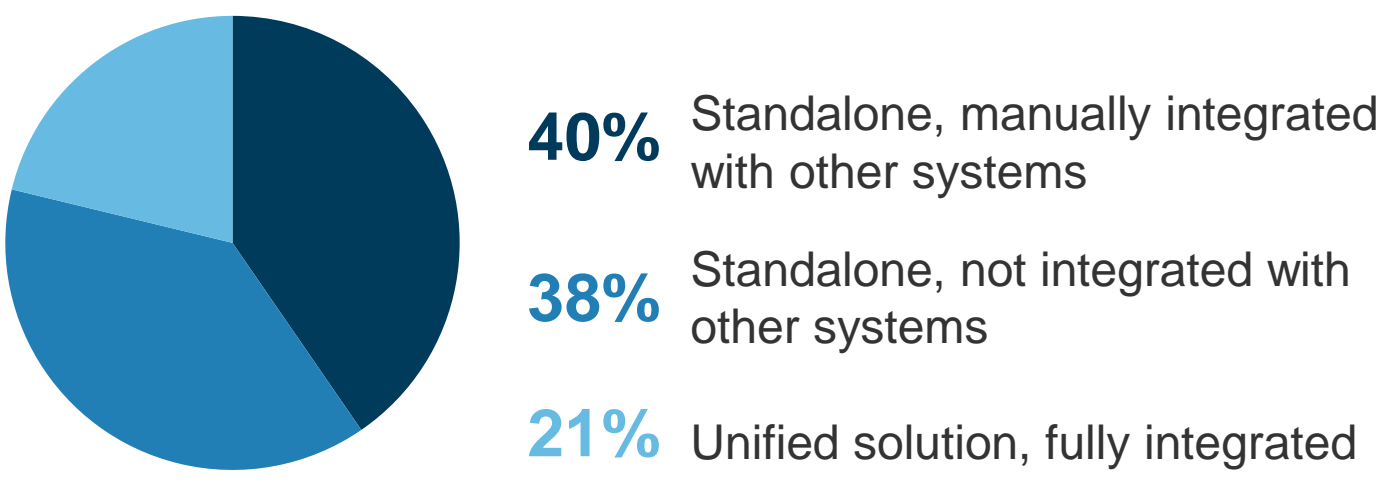 40% Standalone, manually integrated
with other systems
38% Standalone, not integrated with
other systems
21% Unified solution, fully integrated